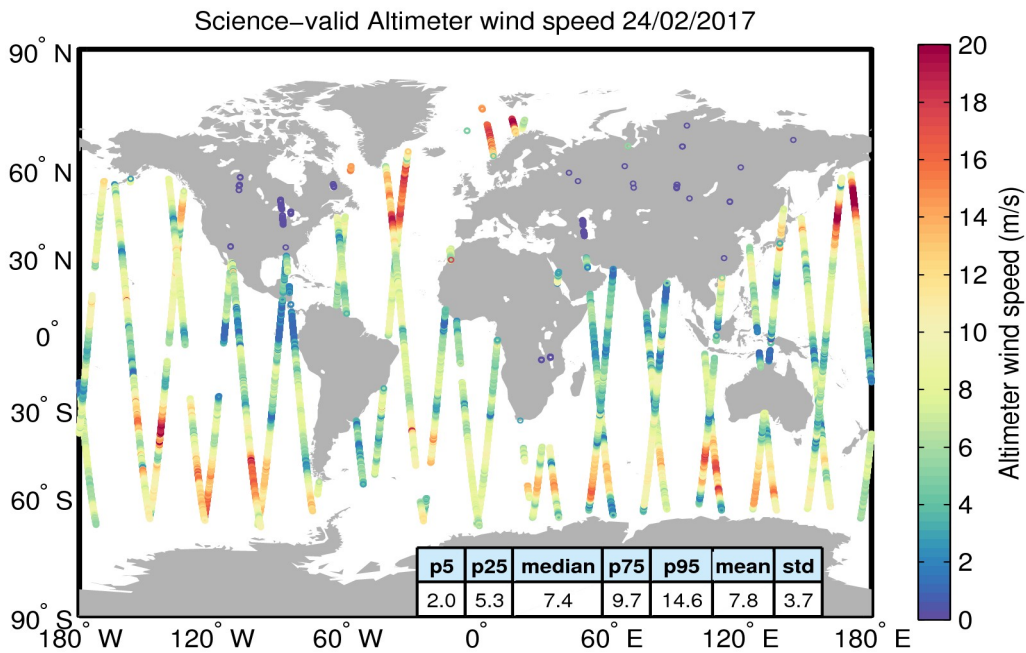 Science−valid Altimeter wind speed 24/02/2017
90° N
60° N
30° N
0°
30° S
60° S
90° S
180° W
120° W
60° W
0°
60° E
120° E
180° E
p5 p25 median p75 p95 mean std
2.0 5.3 7.4 9.7 14.6 7.8 3.7
20
18
16
14
12
10
8
6
4
2
0
Altimeter wind speed (m/s)